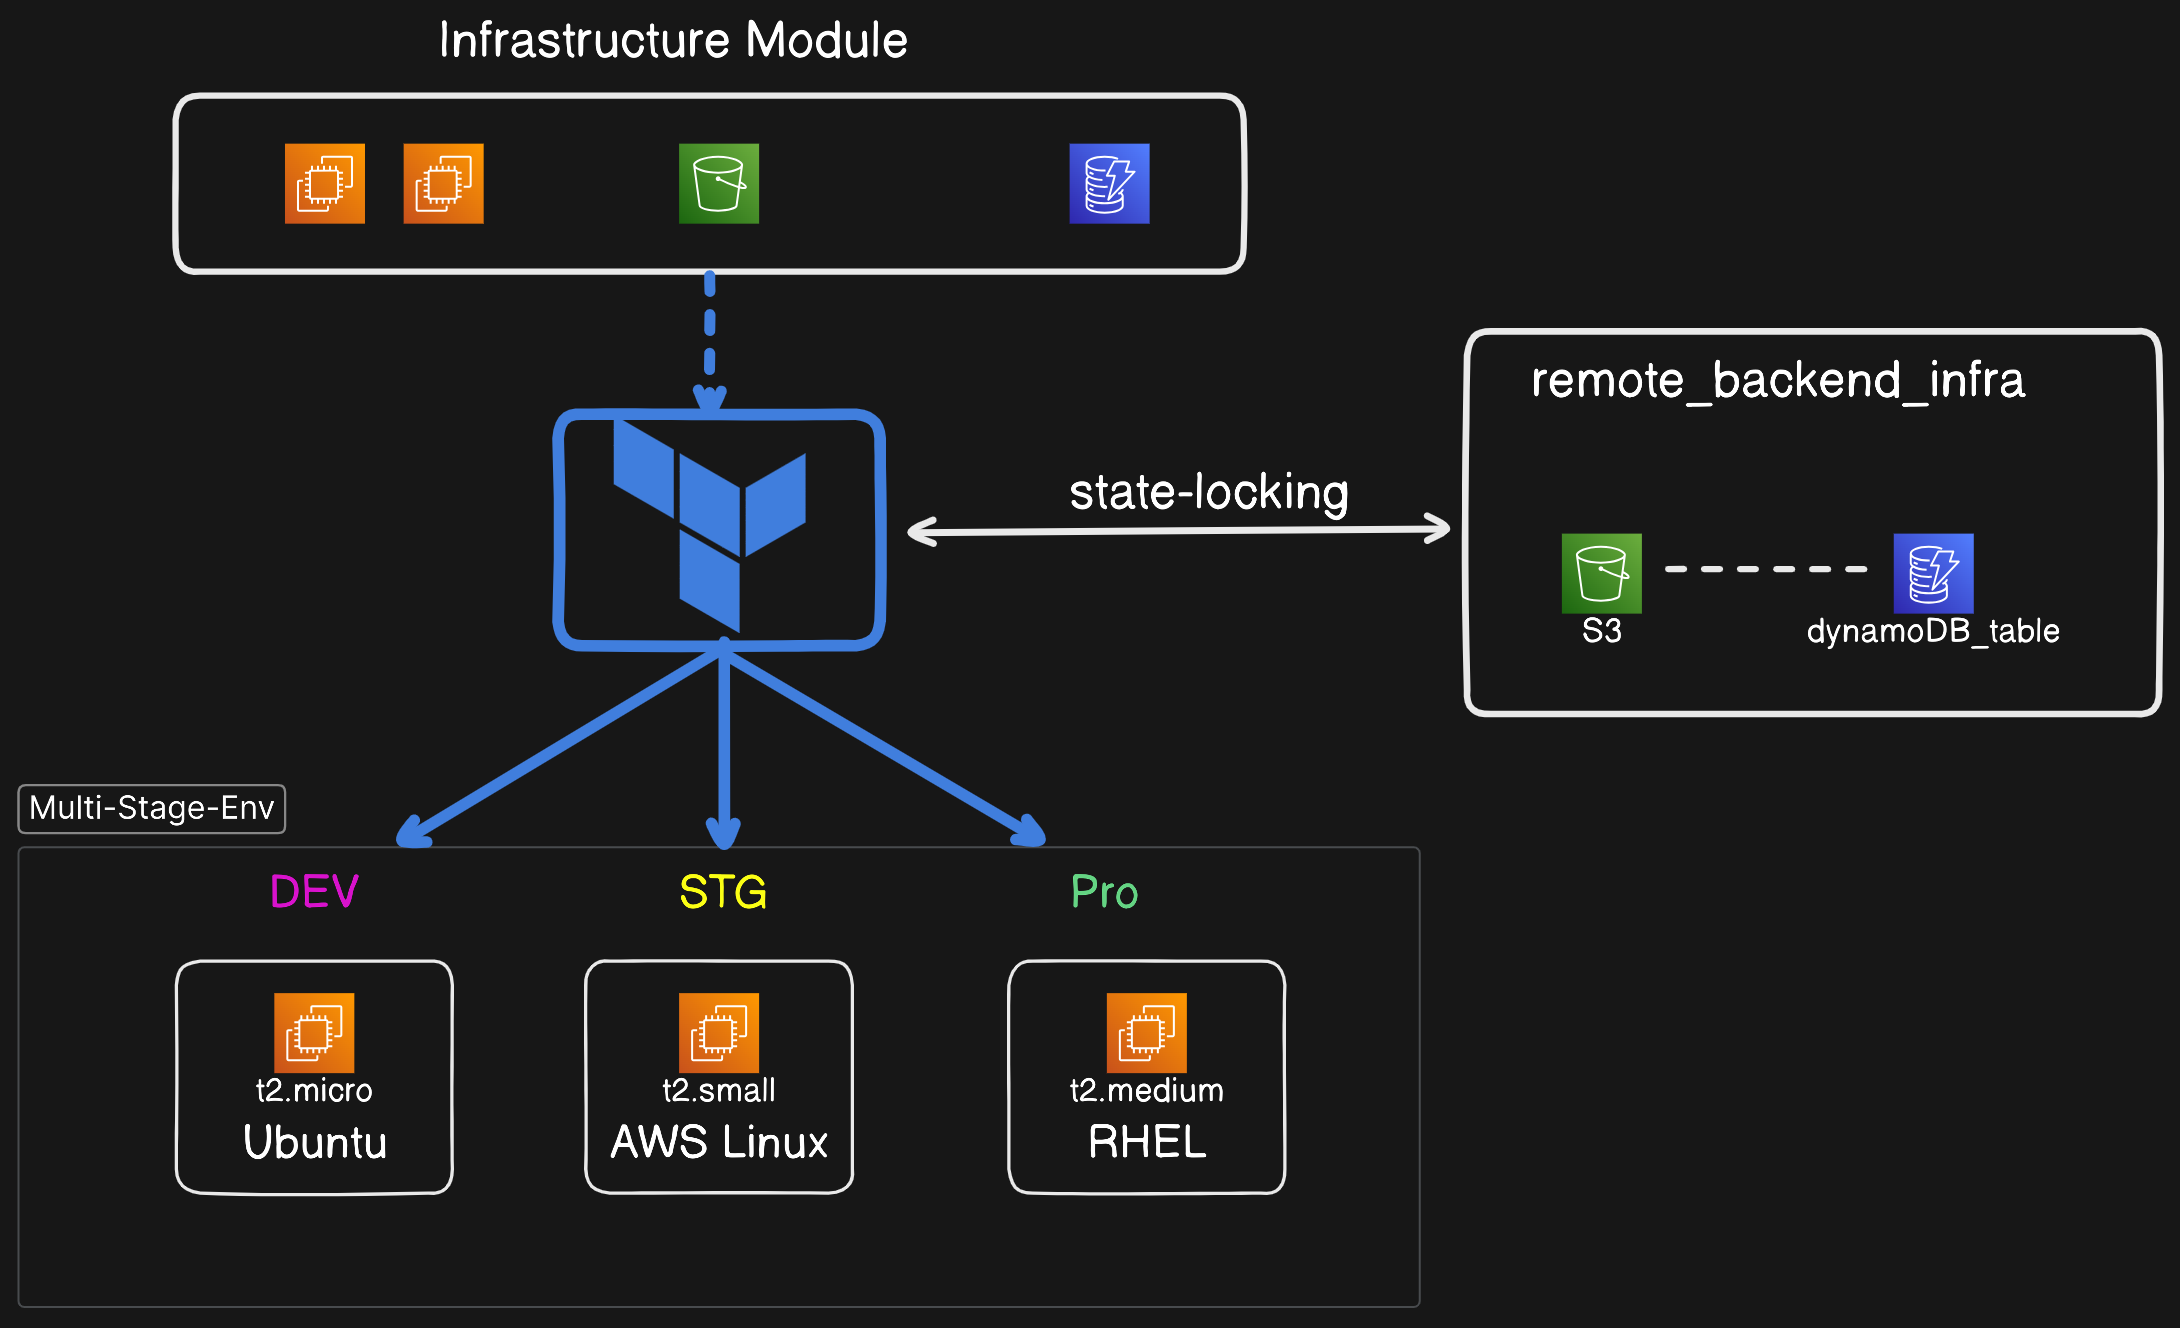 Infrastructure Module
remote_backend_infra
state-locking
S3
dynamoDB_table
Multi-Stage-Env
DEV
STG
Pro
t2.micro
Ubuntu
t2.small
AWS Linux
t2.medium
RHEL